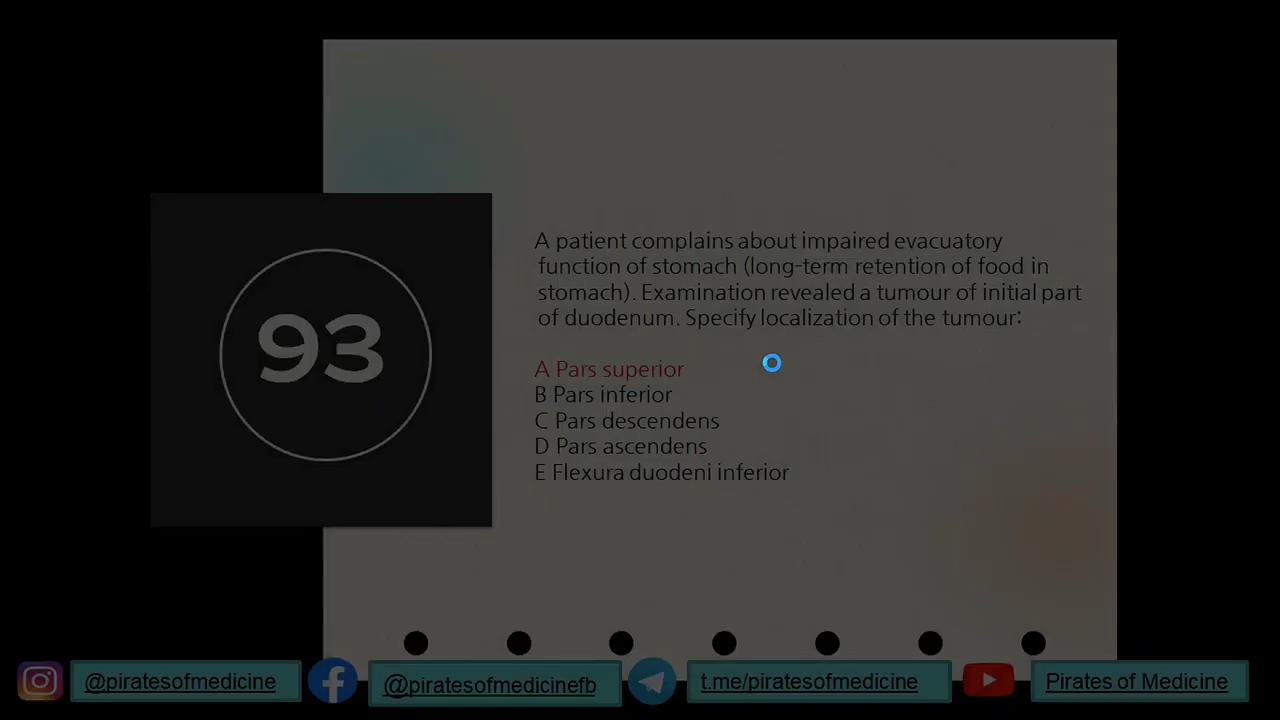 93
A patient complains about impaired evacuatory
function of stomach (long-term retention of food in
stomach). Examination revealed a tumour of initial part
of duodenum. Specify localization of the tumour:
A Pars superior
B Pars inferior
C Pars descendens
D Pars ascendens
E Flexura duodeni inferior
@piratesofmedicine
@piratesofmedicinefb
t.me/piratesofmedicine
Pirates of Medicine